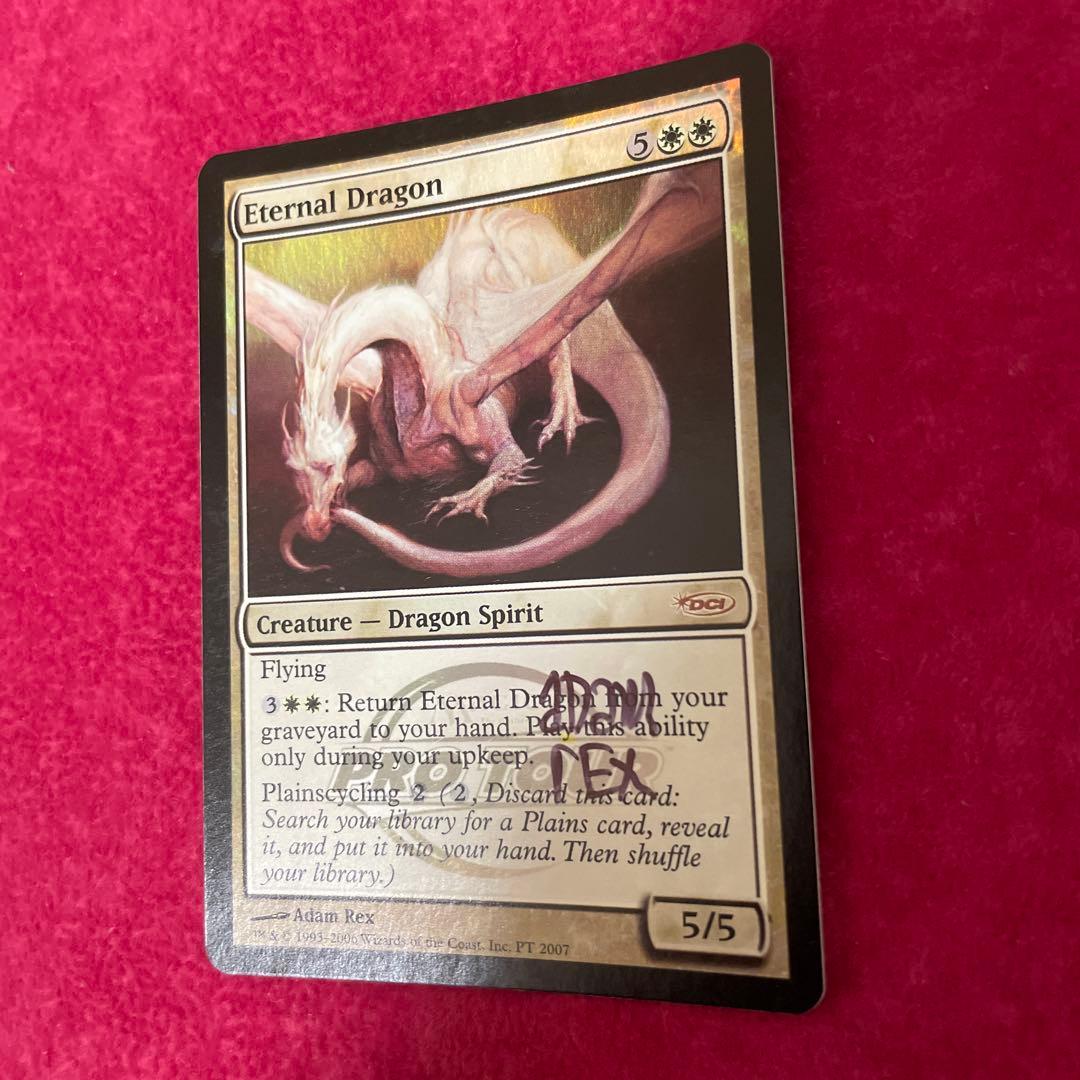 Eternal Dragon 5
Creature — Dragon Spirit DCI
Flying
3: Return Eternal Dragon from your
graveyard to your hand. Play this ability
only during your upkeep.
Plainscycling 2 (2, Discard this card:
Search your library for a Plains card, reveal
it, and put it into your hand. Then shuffle
your library.)
PRO TOUR
ADAM
rEX
Adam Rex
5/5
™ & © 1993-2006 Wizards of the Coast, Inc. PT 2007